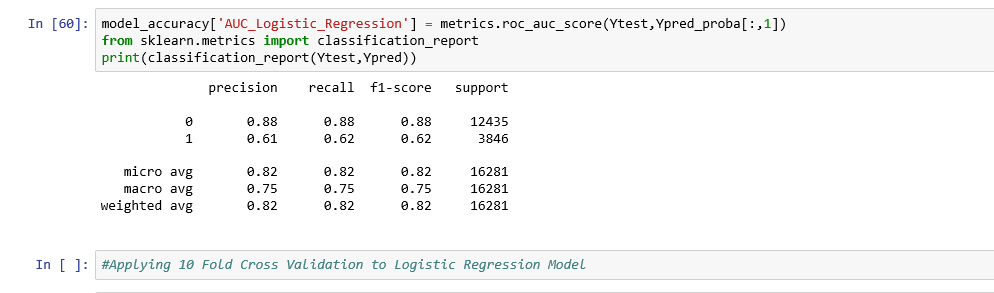 In [60]: model_accuracy['AUC_Logistic_Regression'] = metrics.roc_auc_score(Ytest,Ypred_proba[:,1])
from sklearn.metrics import classification_report
print(classification_report(Ytest,Ypred))
precision recall f1-score support
0 0.88 0.88 0.88 12435
1 0.61 0.62 0.62 3846
micro avg 0.82 0.82 0.82 16281
macro avg 0.75 0.75 0.75 16281
weighted avg 0.82 0.82 0.82 16281
In [ ]: #Applying 10 Fold Cross Validation to Logistic Regression Model